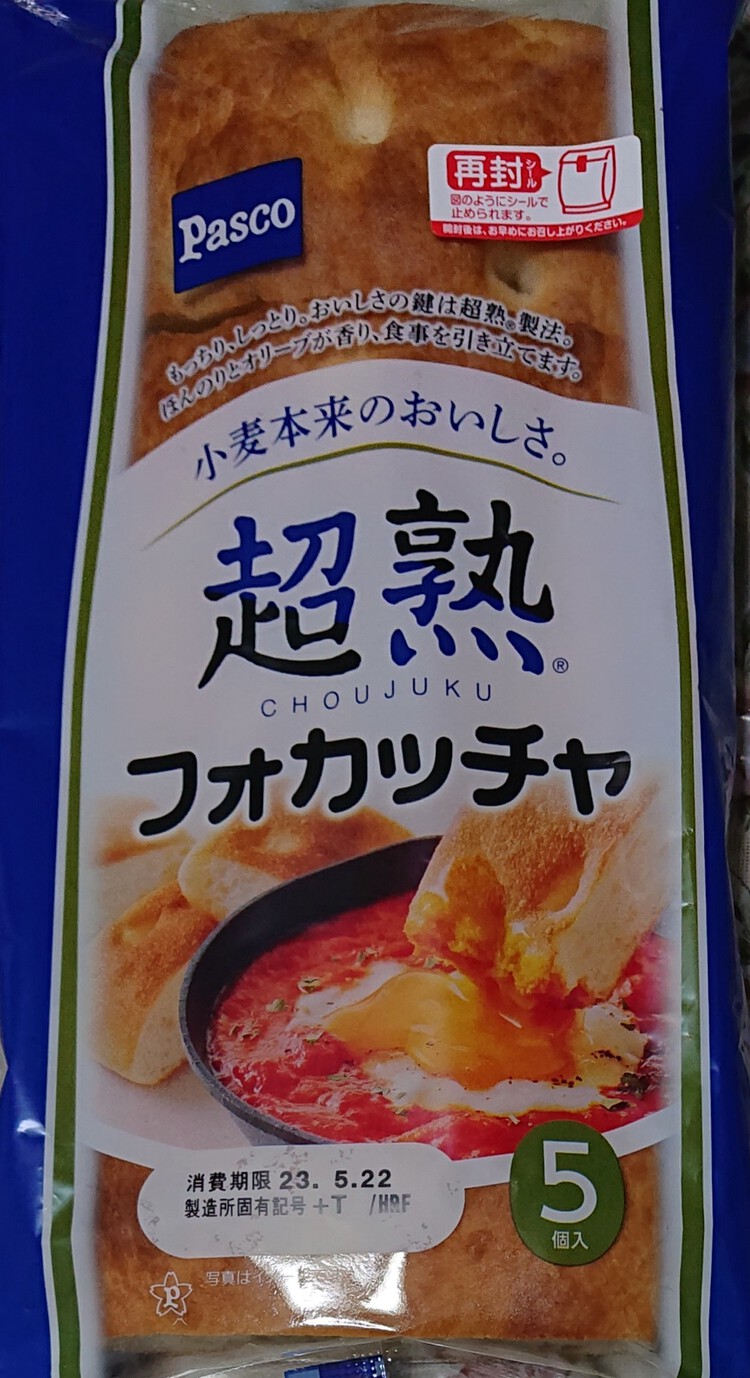 Pasco
再封シール
図のようにシールで
止められます。
開封後は、お早めにお召し上がりください。
もっちり、しっとり。おいしさの鍵は超熟®製法。
ほんのりとオリーブが香り、食事を引き立てます。
小麦本来のおいしさ。
超熟®
CHOUJUKU
フォカッチャ
消費期限 23. 5.22
製造所固有記号 +T /HRF
5
個入
P
写真はイ